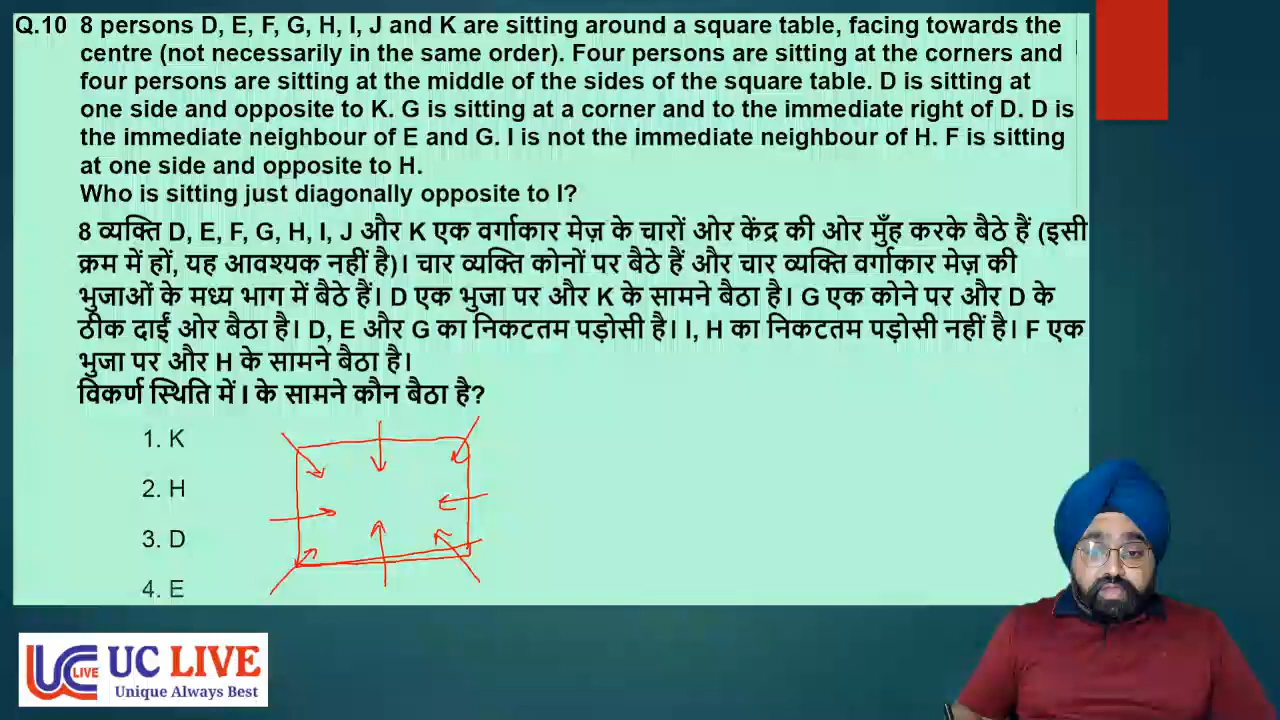 Q.10 8 persons D, E, F, G, H, I, J and K are sitting around a square table, facing towards the
centre (not necessarily in the same order). Four persons are sitting at the corners and
four persons are sitting at the middle of the sides of the square table. D is sitting at
one side and opposite to K. G is sitting at a corner and to the immediate right of D. D is
the immediate neighbour of E and G. I is not the immediate neighbour of H. F is sitting
at one side and opposite to H.
Who is sitting just diagonally opposite to I?
8 व्यक्ति D, E, F, G, H, I, J और K एक वर्गाकार मेज़ के चारों ओर केंद्र की ओर मुँह करके बैठे हैं (इसी
क्रम में हों, यह आवश्यक नहीं है)। चार व्यक्ति कोनों पर बैठे हैं और चार व्यक्ति वर्गाकार मेज़ की
भुजाओं के मध्य भाग में बैठे हैं। D एक भुजा पर और K के सामने बैठा है। G एक कोने पर और D के
ठीक दाईं ओर बैठा है। D, E और G का निकटतम पड़ोसी है। I, H का निकटतम पड़ोसी नहीं है। F एक
भुजा पर और H के सामने बैठा है।
विकर्ण स्थिति में I के सामने कौन बैठा है?
1. K
2. H
3. D
4. E
UC LIVE UC LIVE
Unique Always Best